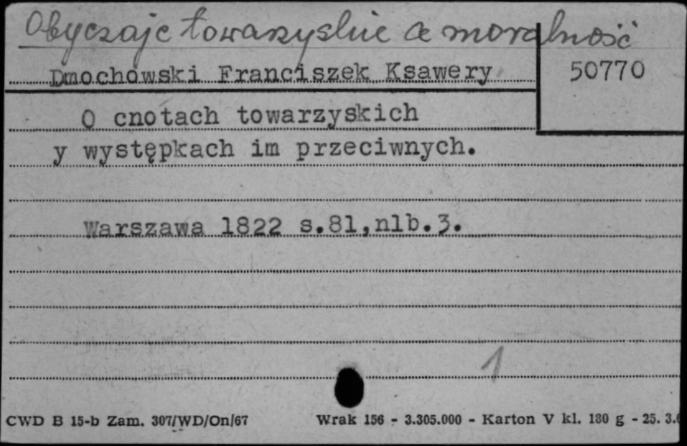 Obyczaje towarzyskie a moralność
Dmochowski Franciszek Ksawery
50770
O cnotach towarzyskich
y występkach im przeciwnych.
Warszawa 1822 s.81,nlb.3.
1
CWD B 15-b Zam. 307/WD/On/67 Wrak 156 - 3.305.000 - Karton V kl. 180 g - 25.3.